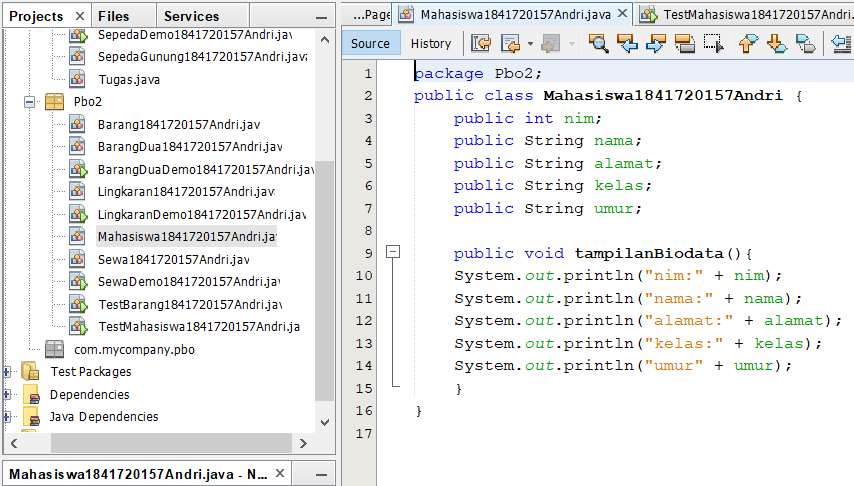 Projects × Files Services
SepedaDemo1841720157Andri.jav
SepedaGunung1841720157Andri.java
Tugas.java
Pbo2
Barang1841720157Andri.jav
BarangDua1841720157Andri.jav
BarangDuaDemo1841720157Andri.jav
Lingkaran1841720157Andri.jav
LingkaranDemo1841720157Andri.jav
Mahasiswa1841720157Andri.jav
Sewa1841720157Andri.jav
SewaDemo1841720157Andri.jav
TestBarang1841720157Andri.jav
TestMahasiswa1841720157Andri.ja
com.mycompany.pbo
Test Packages
Dependencies
Java Dependencies
Mahasiswa1841720157Andri.java - N... ×
...Page Mahasiswa1841720157Andri.java × TestMahasiswa1841720157Andri.
Source History
1 package Pbo2;
2 public class Mahasiswa1841720157Andri {
3 public int nim;
4 public String nama;
5 public String alamat;
6 public String kelas;
7 public String umur;
8
9 public void tampilanBiodata(){
10 System.out.println("nim:" + nim);
11 System.out.println("nama:" + nama);
12 System.out.println("alamat:" + alamat);
13 System.out.println("kelas:" + kelas);
14 System.out.println("umur" + umur);
15 }
16 }
17